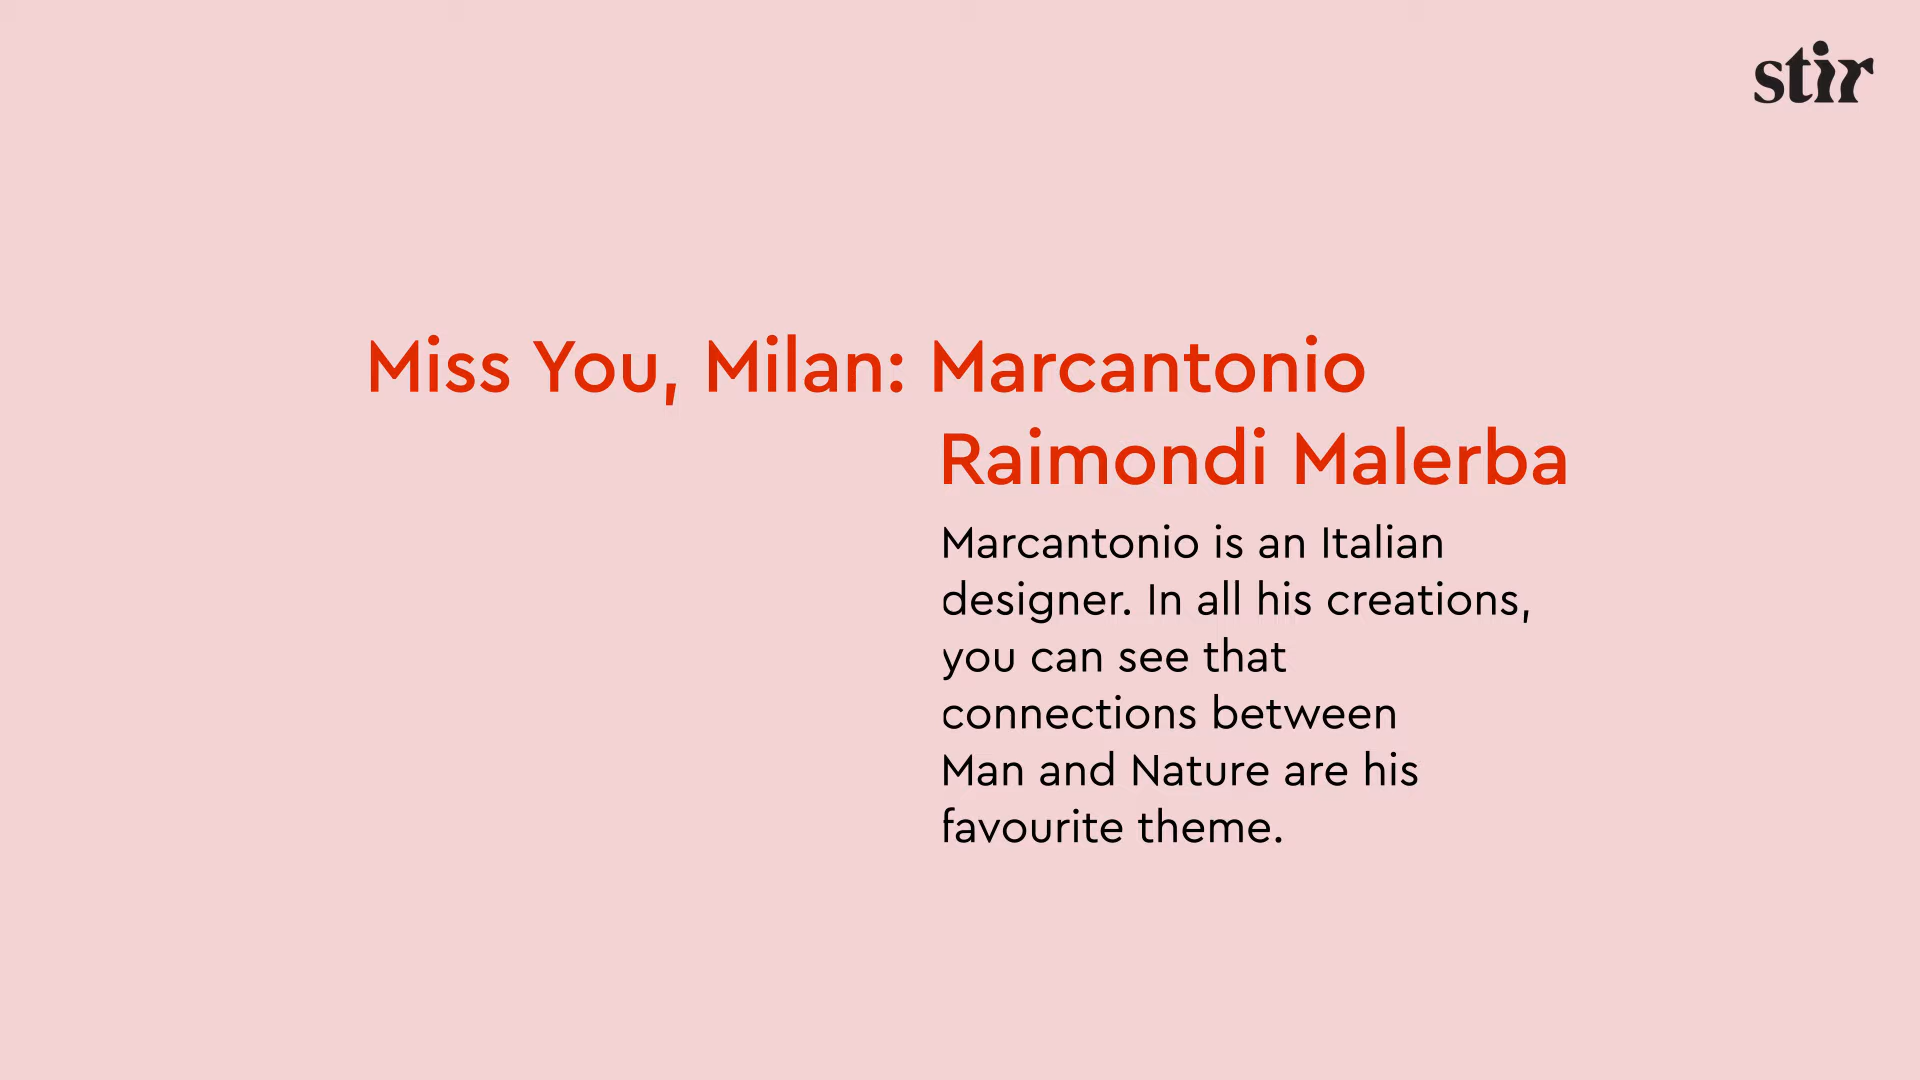 stir
Miss You, Milan: Marcantonio
Raimondi Malerba
Marcantonio is an Italian
designer. In all his creations,
you can see that
connections between
Man and Nature are his
favourite theme.